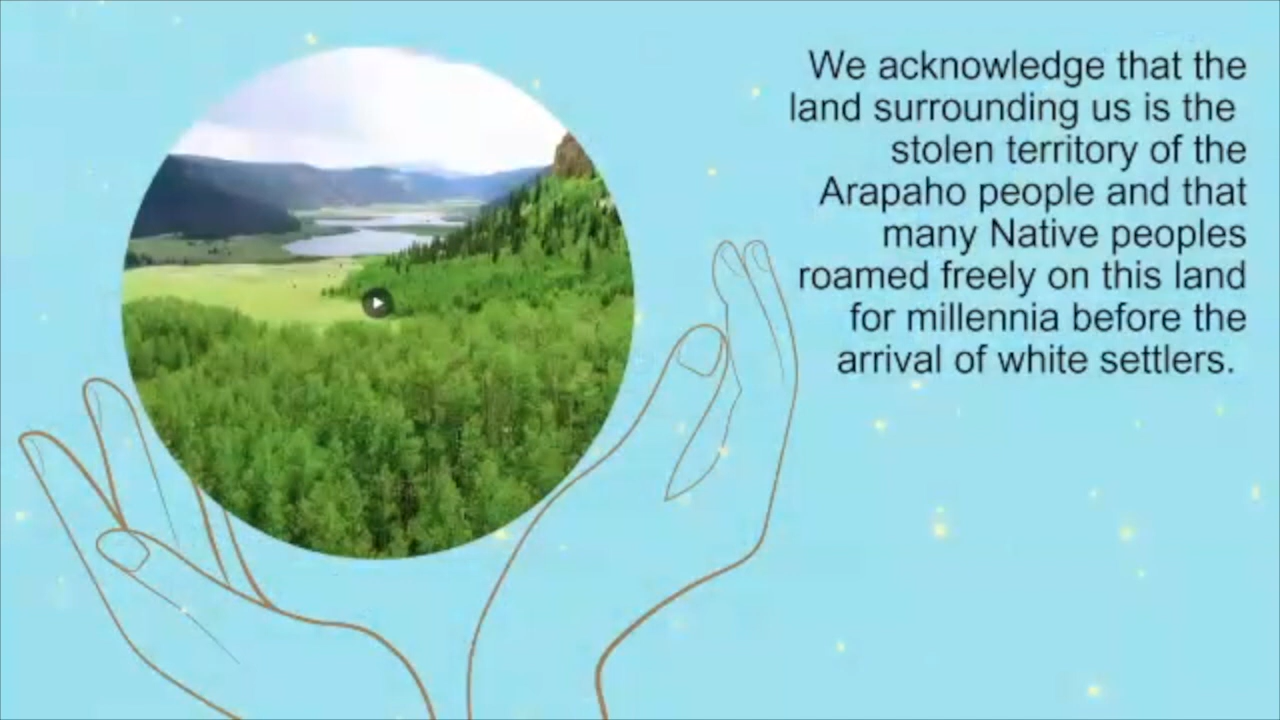 We acknowledge that the
land surrounding us is the
stolen territory of the
Arapaho people and that
many Native peoples
roamed freely on this land
for millennia before the
arrival of white settlers.